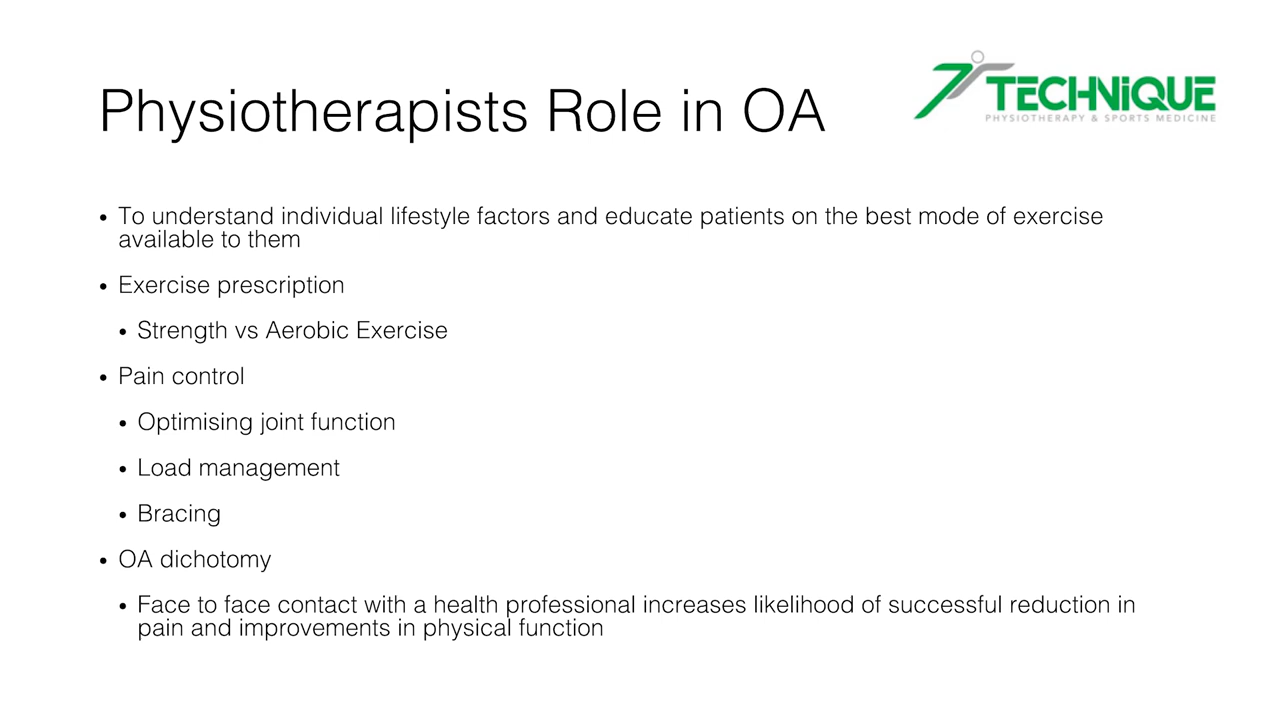 Physiotherapists Role in OA
TECHNiQUE
PHYSIOTHERAPY & SPORTS MEDICINE
• To understand individual lifestyle factors and educate patients on the best mode of exercise
available to them
• Exercise prescription
• Strength vs Aerobic Exercise
• Pain control
• Optimising joint function
• Load management
• Bracing
• OA dichotomy
• Face to face contact with a health professional increases likelihood of successful reduction in
pain and improvements in physical function